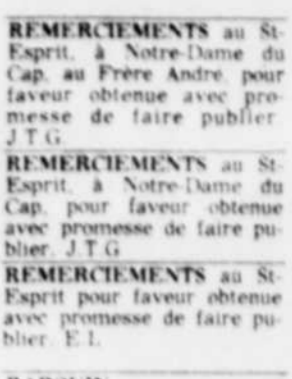 REMERCIEMENTS au St-
Esprit, à Notre-Dame du
Cap, au Frère André, pour
faveur obtenue avec pro-
messe de faire publier
J.T.G.
REMERCIEMENTS au St-
Esprit, à Notre-Dame du
Cap, pour faveur obtenue
avec promesse de faire pu-
blier. J.T.G.
REMERCIEMENTS au St-
Esprit pour faveur obtenue
avec promesse de faire pu-
blier. E.L.